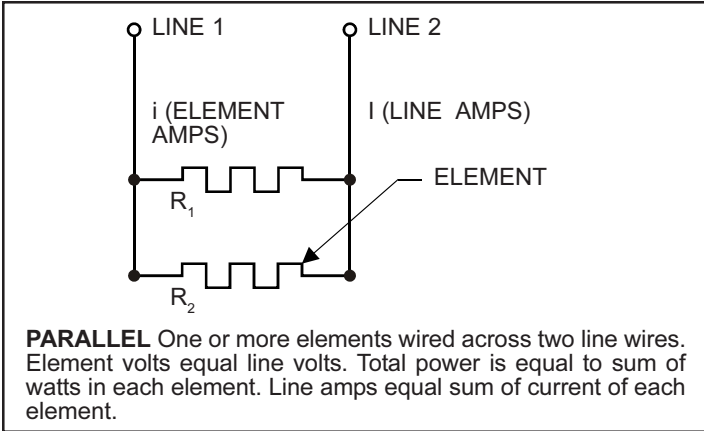 LINE 1
LINE 2
i (ELEMENT
AMPS)
I (LINE AMPS)
ELEMENT
R₁
R₂
PARALLEL One or more elements wired across two line wires.
Element volts equal line volts. Total power is equal to sum of
watts in each element. Line amps equal sum of current of each
element.